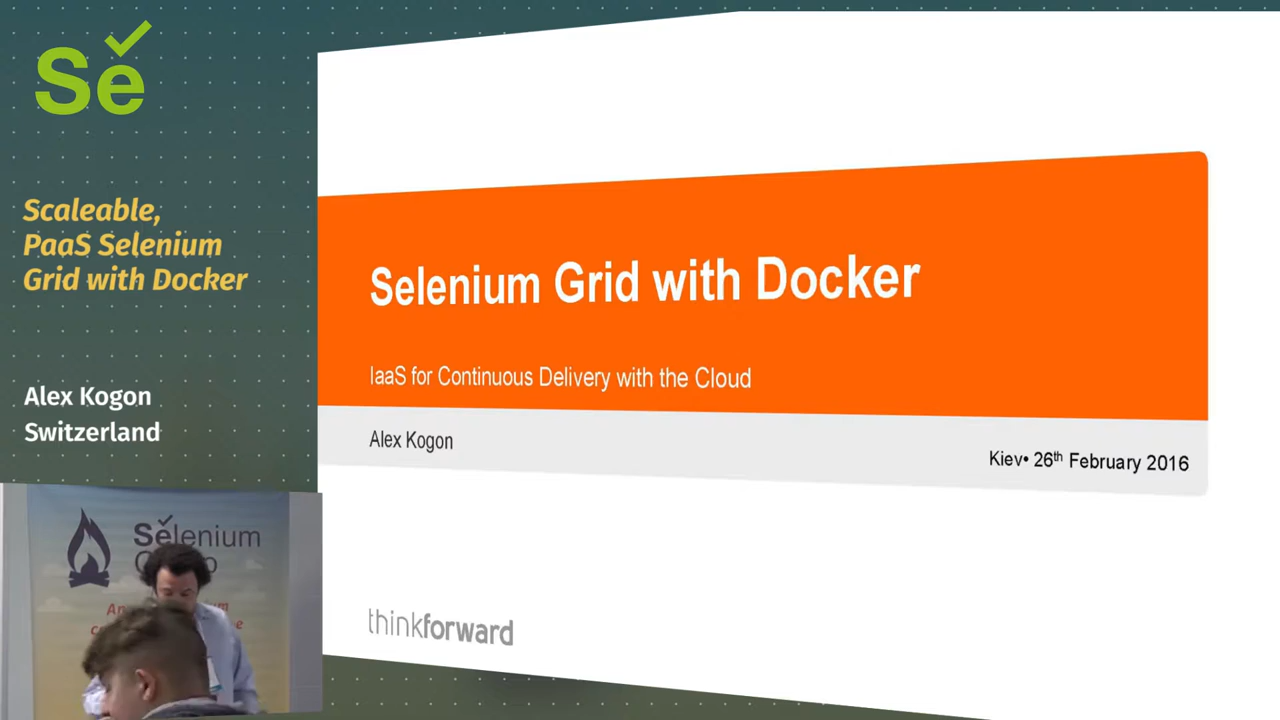 Se
Scaleable,
PaaS Selenium
Grid with Docker
Alex Kogon
Switzerland
Selenium
Selenium Grid with Docker
IaaS for Continuous Delivery with the Cloud
Alex Kogon
Kiev• 26th February 2016
thinkforward